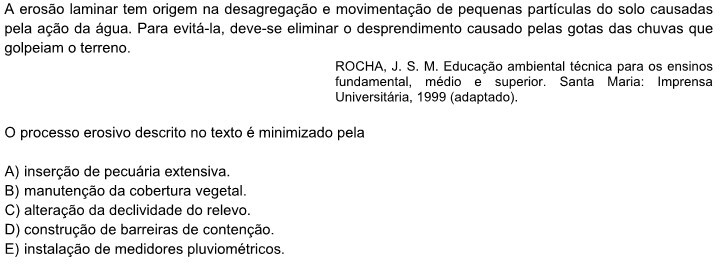 A erosão laminar tem origem na desagregação e movimentação de pequenas partículas do solo causadas
pela ação da água. Para evitá-la, deve-se eliminar o desprendimento causado pelas gotas das chuvas que
golpeiam o terreno.
ROCHA, J. S. M. Educação ambiental técnica para os ensinos
fundamental, médio e superior. Santa Maria: Imprensa
Universitária, 1999 (adaptado).
O processo erosivo descrito no texto é minimizado pela
A) inserção de pecuária extensiva.
B) manutenção da cobertura vegetal.
C) alteração da declividade do relevo.
D) construção de barreiras de contenção.
E) instalação de medidores pluviométricos.